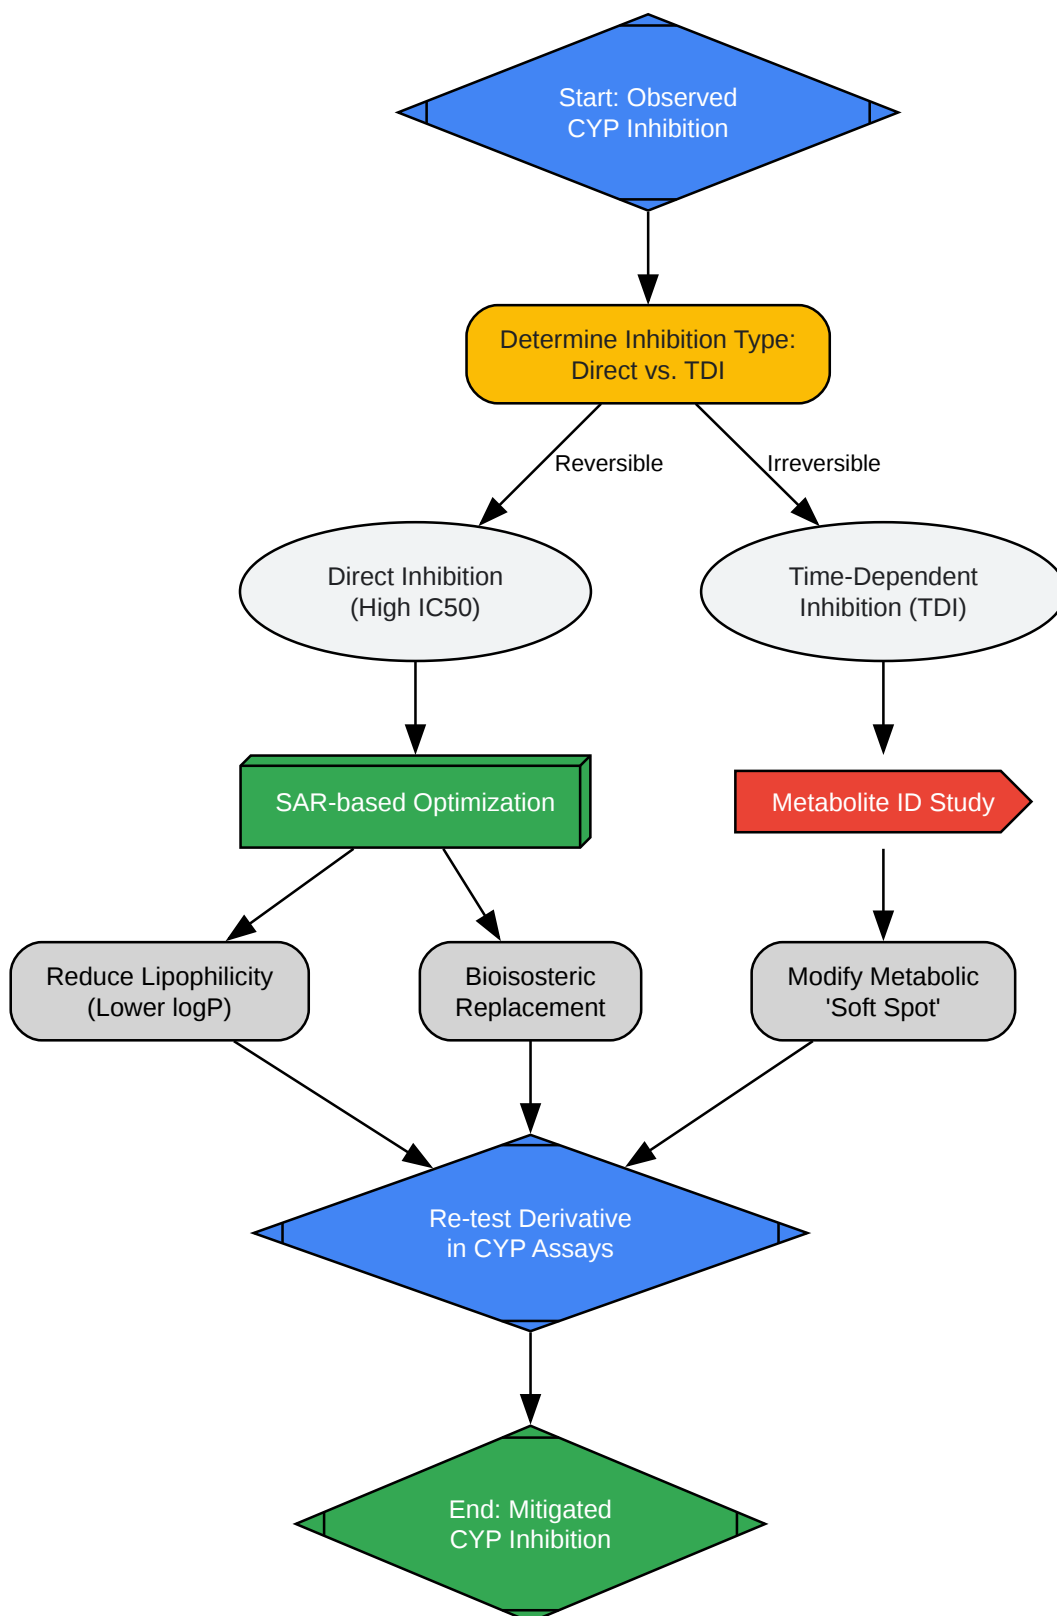 Start: Observed
CYP Inhibition
Determine Inhibition Type:
Direct vs. TDI
Reversible
Irreversible
Direct Inhibition
(High IC50)
Time-Dependent
Inhibition (TDI)
SAR-based Optimization
Metabolite ID Study
Reduce Lipophilicity
(Lower logP)
Bioisosteric
Replacement
Modify Metabolic
'Soft Spot'
Re-test Derivative
in CYP Assays
End: Mitigated
CYP Inhibition